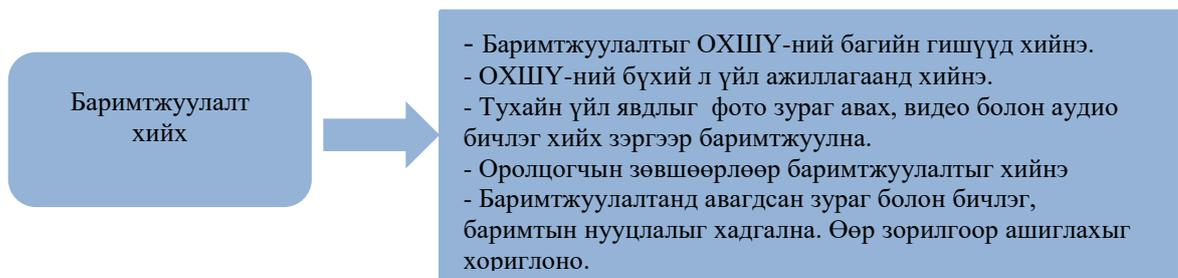 Баримтжуулалт
хийх
- Баримтжуулалтыг ОХШҮ-ний багийн гишүүд хийнэ.
- ОХШҮ-ний бүхий л үйл ажиллагаанд хийнэ.
- Тухайн үйл явдлыг фото зураг авах, видео болон аудио
бичлэг хийх зэргээр баримтжуулна.
- Оролцогчын зөвшөөрлөөр баримтжуулалтыг хийнэ
- Баримтжуулалтанд авагдсан зураг болон бичлэг,
баримтын нууцлалыг хадгална. Өөр зорилгоор ашиглахыг
хориглоно.